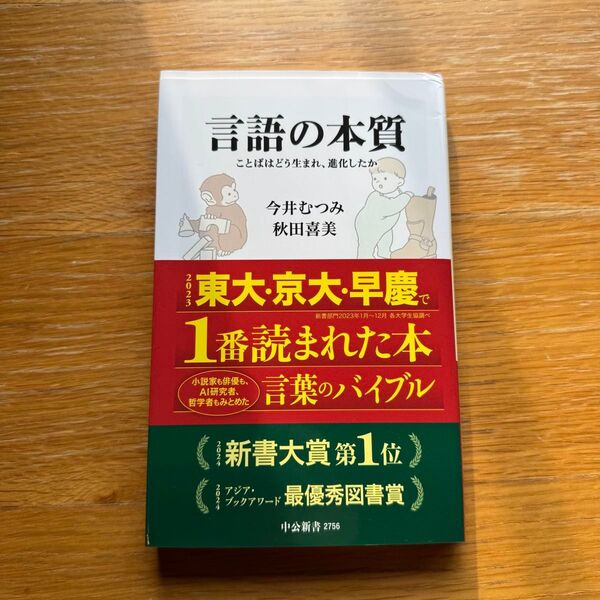 言語の本質
ことばはどう生まれ、進化したか
今井むつみ
秋田喜美
2023
東大・京大・早慶で
新書部門2023年1月~12月 各大学生協調べ
1番読まれた本
小説家も俳優も、
AI研究者、
哲学者もみとめた
言葉のバイブル
2024
新書大賞第1位
2024
アジア・
ブックアワード
最優秀図書賞
中公新書 2756